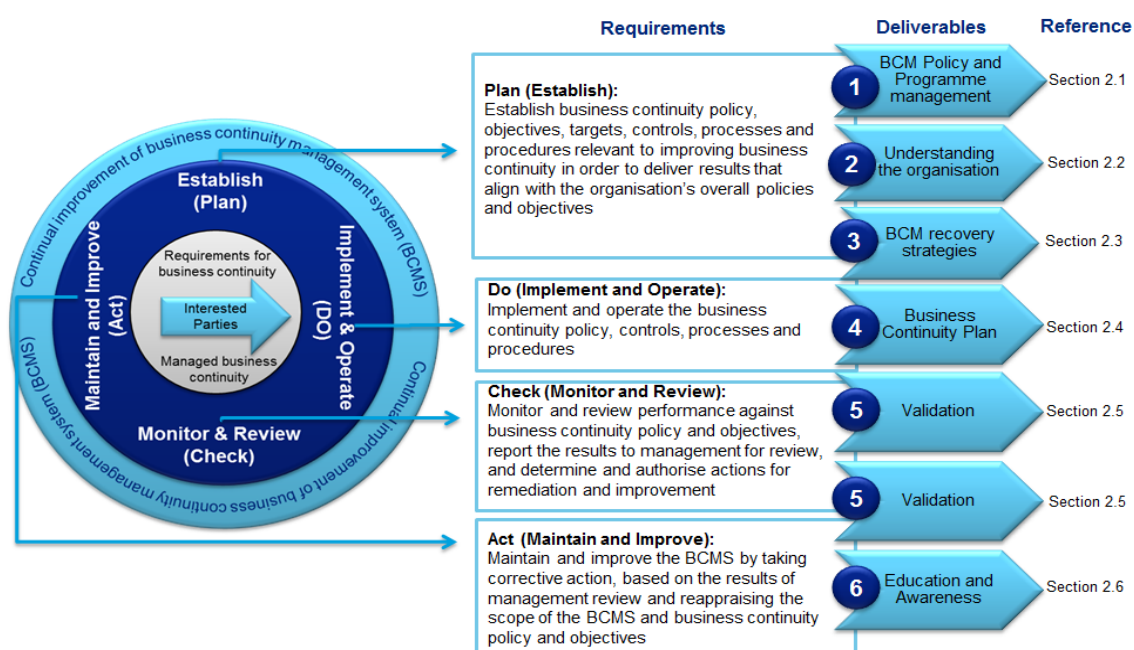 Requirements
Deliverables
Reference
Continual improvement of business continuity management system (BCMS)
Continual improvement of business continuity management system (BCMS)
Establish
(Plan)
Implement & Operate
(DO)
Monitor & Review
(Check)
Maintain and Improve
(Act)
Requirements for
business continuity
Interested
Parties
Managed business
continuity
Plan (Establish):
Establish business continuity policy,
objectives, targets, controls, processes and
procedures relevant to improving business
continuity in order to deliver results that
align with the organisation's overall policies
and objectives
1
BCM Policy and
Programme
management
Section 2.1
2
Understanding
the organisation
Section 2.2
3
BCM recovery
strategies
Section 2.3
Do (Implement and Operate):
Implement and operate the business
continuity policy, controls, processes and
procedures
4
Business
Continuity Plan
Section 2.4
Check (Monitor and Review):
Monitor and review performance against
business continuity policy and objectives,
report the results to management for review,
and determine and authorise actions for
remediation and improvement
5
Validation
Section 2.5
5
Validation
Section 2.5
Act (Maintain and Improve):
Maintain and improve the BCMS by taking
corrective action, based on the results of
management review and reappraising the
scope of the BCMS and business continuity
policy and objectives
6
Education and
Awareness
Section 2.6